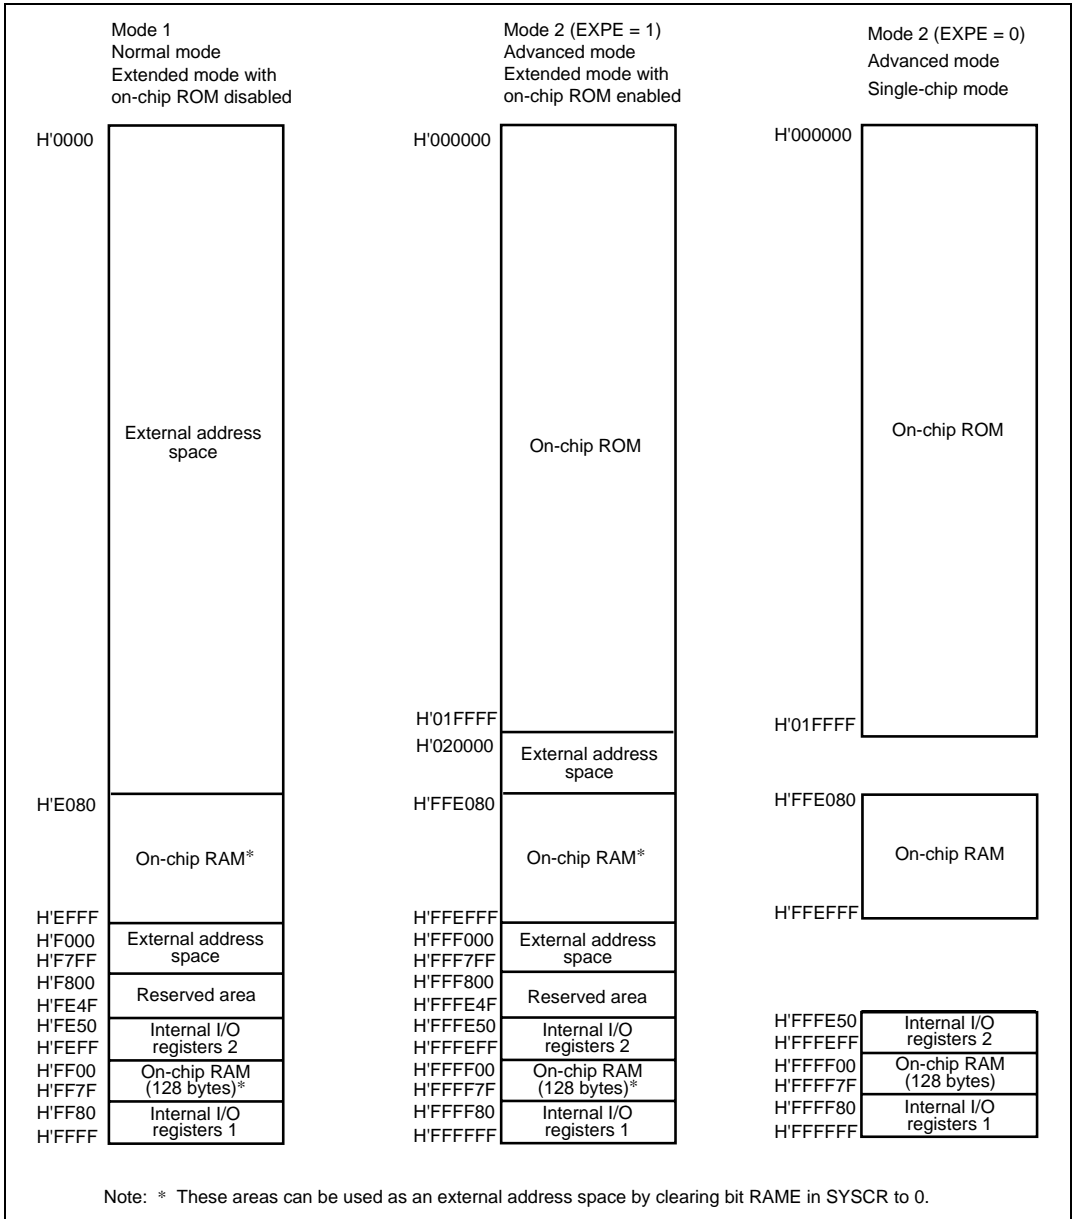 Mode 1
Normal mode
Extended mode with
on-chip ROM disabled
H'0000
External address
space
H'E080
On-chip RAM*
H'EFFF
H'F000
External address
space
H'F7FF
H'F800
Reserved area
H'FE4F
H'FE50
Internal I/O
registers 2
H'FEFF
H'FF00
On-chip RAM
(128 bytes)*
H'FF7F
H'FF80
Internal I/O
registers 1
H'FFFF
Mode 2 (EXPE = 1)
Advanced mode
Extended mode with
on-chip ROM enabled
H'000000
On-chip ROM
H'01FFFF
H'020000
External address
space
H'FFE080
On-chip RAM*
H'FFEFFF
H'FFF000
External address
space
H'FFF7FF
H'FFF800
Reserved area
H'FFFE4F
H'FFFE50
Internal I/O
registers 2
H'FFFEFF
H'FFFF00
On-chip RAM
(128 bytes)*
H'FFFF7F
H'FFFF80
Internal I/O
registers 1
H'FFFFFF
Mode 2 (EXPE = 0)
Advanced mode
Single-chip mode
H'000000
On-chip ROM
H'01FFFF
H'FFE080
On-chip RAM
H'FFEFFF
H'FFFE50
Internal I/O
registers 2
H'FFFEFF
H'FFFF00
On-chip RAM
(128 bytes)
H'FFFF7F
H'FFFF80
Internal I/O
registers 1
H'FFFFFF
Note: * These areas can be used as an external address space by clearing bit RAME in SYSCR to 0.